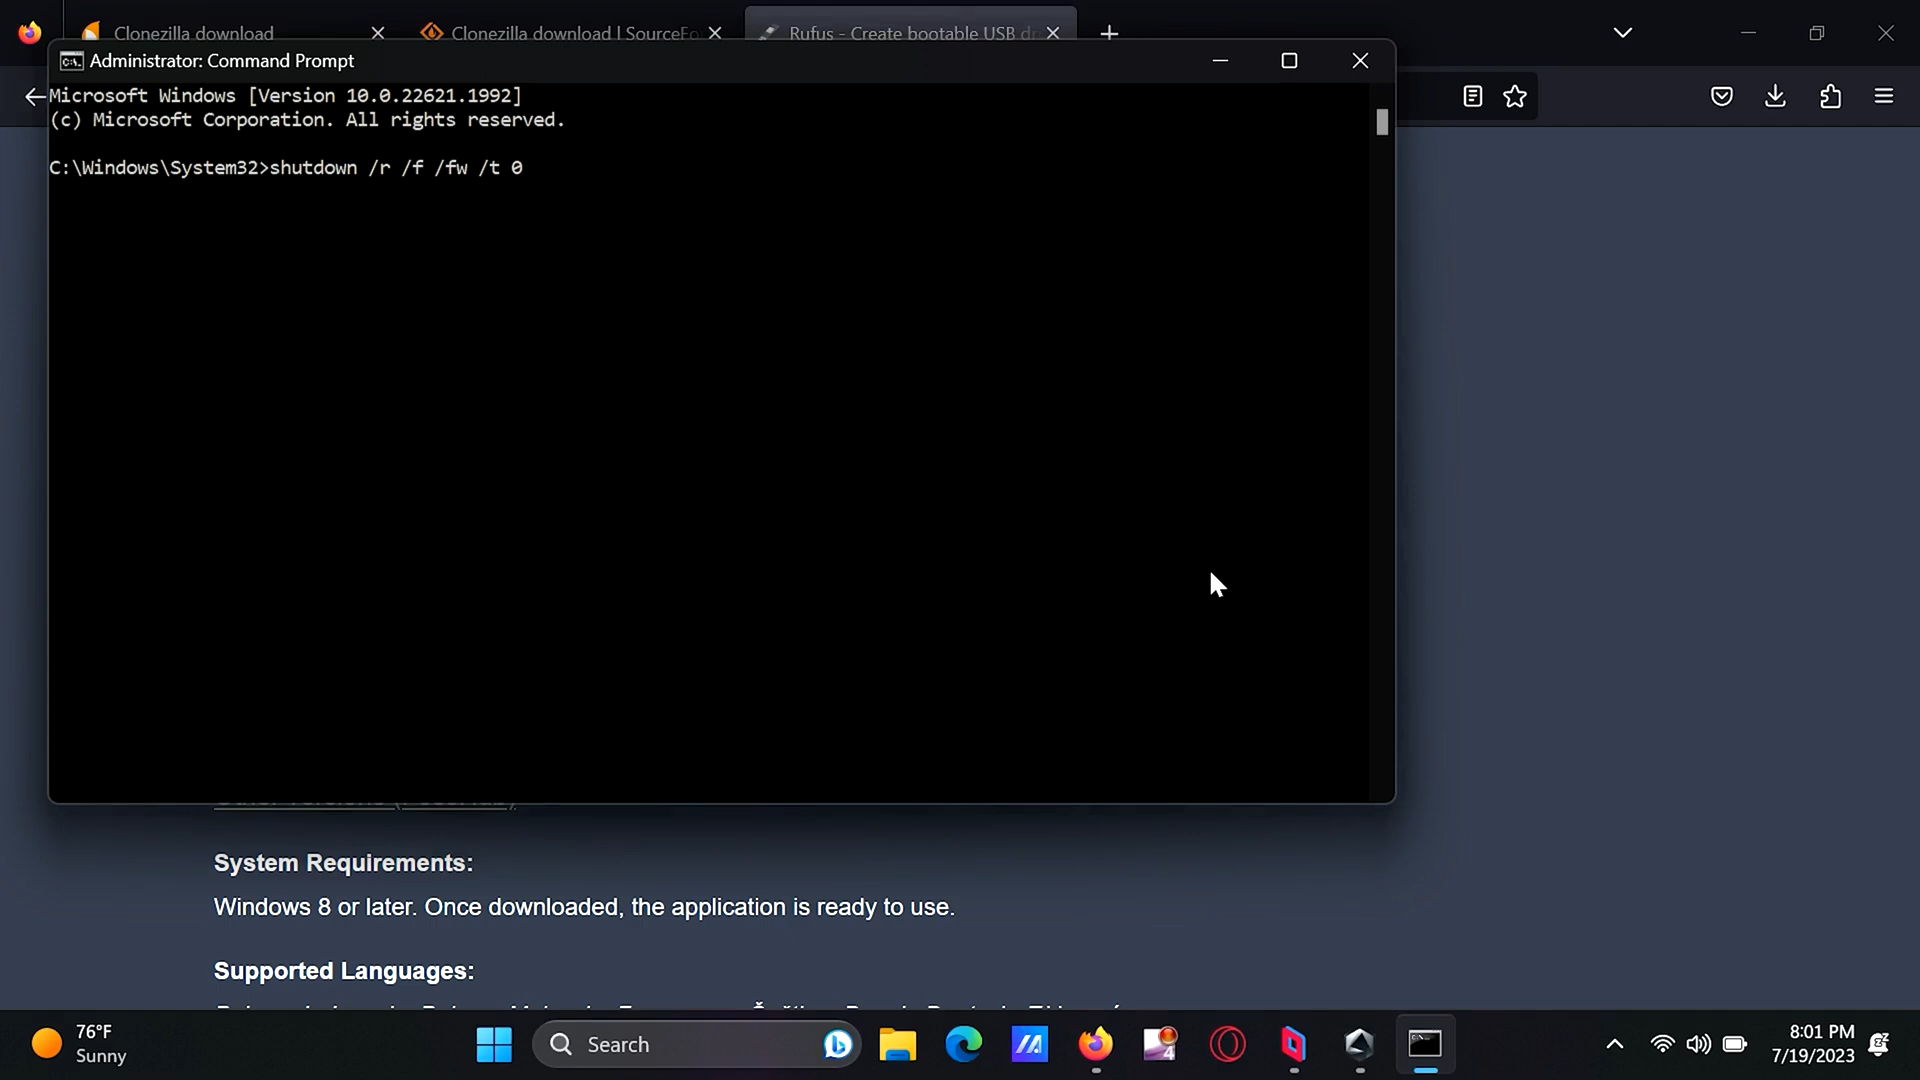 Clonezilla download
Clonezilla download | SourceFo
Rufus - Create bootable USB dr
Administrator: Command Prompt
Microsoft Windows [Version 10.0.22621.1992]
(c) Microsoft Corporation. All rights reserved.
C:\Windows\System32>shutdown /r /f /fw /t 0
System Requirements:
Windows 8 or later. Once downloaded, the application is ready to use.
Supported Languages:
76°F
Sunny
Search
4
8:01 PM
7/19/2023